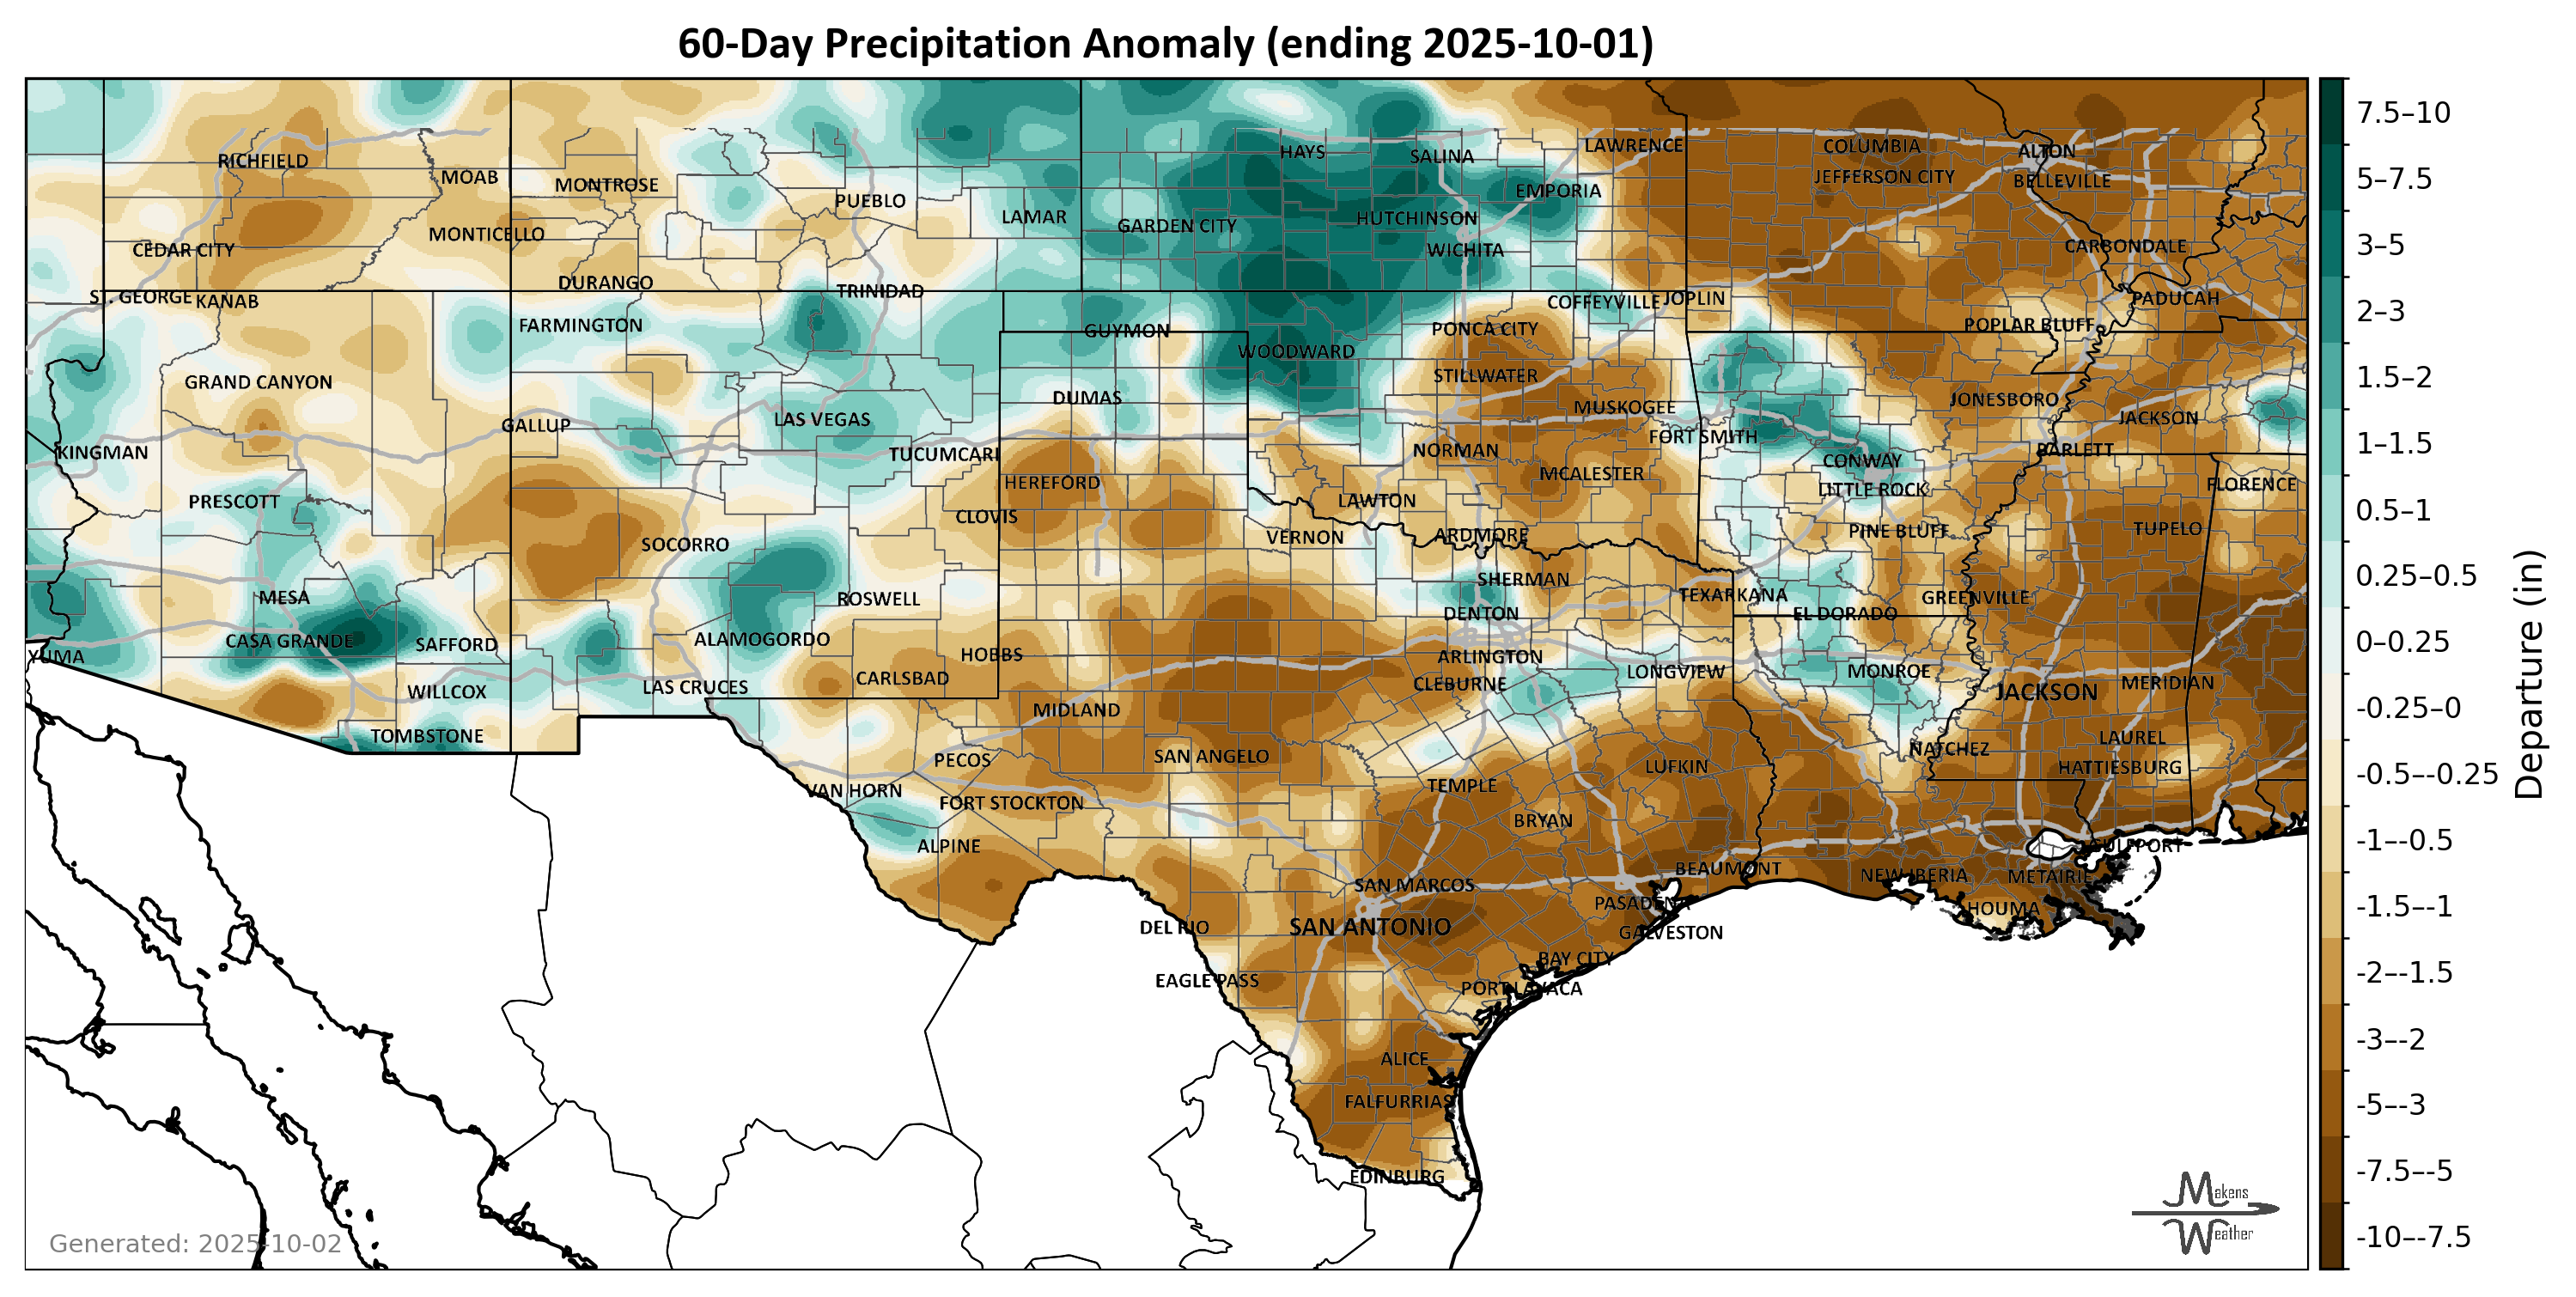 60-Day Precipitation Anomaly (ending 2025-10-01)
RICHFIELD
MOAB
MONTROSE
PUEBLO
LAMAR
HAYS
SALINA
LAWRENCE
COLUMBIA
ALTON
JEFFERSON CITY
BELLEVILLE
EMPORIA
GARDEN CITY
HUTCHINSON
WICHITA
CEDAR CITY
MONTICELLO
CARBONDALE
DURANGO
TRINIDAD
ST. GEORGE
KANAB
COFFEYVILLE
JOPLIN
PADUCAH
FARMINGTON
GUYMON
PONCA CITY
POPLAR BLUFF
WOODWARD
GRAND CANYON
STILLWATER
DUMAS
MUSKOGEE
JONESBORO
JACKSON
GALLUP
LAS VEGAS
FORT SMITH
KINGMAN
TUCUMCARI
NORMAN
BARLETT
CONWAY
MCALESTER
HEREFORD
LITTLE ROCK
FLORENCE
PRESCOTT
LAWTON
CLOVIS
SOCORRO
VERNON
ARDMORE
PINE BLUFF
TUPELO
SHERMAN
MESA
ROSWELL
TEXARKANA
GREENVILLE
DENTON
EL DORADO
CASA GRANDE
SAFFORD
ALAMOGORDO
YUMA
HOBBS
ARLINGTON
CARLSBAD
CLEBURNE
LONGVIEW
MONROE
WILLCOX
LAS CRUCES
JACKSON
MERIDIAN
MIDLAND
TOMBSTONE
PECOS
SAN ANGELO
LUFKIN
NATCHEZ
LAUREL
HATTIESBURG
VAN HORN
FORT STOCKTON
TEMPLE
BRYAN
ALPINE
GULFPORT
SAN MARCOS
BEAUMONT
NEW IBERIA
METAIRIE
PASADENA
HOUMA
DEL RIO
SAN ANTONIO
GALVESTON
BAY CITY
EAGLE PASS
PORT LAVACA
ALICE
FALFURRIAS
EDINBURG
7.5–10
5–7.5
3–5
2–3
1.5–2
1–1.5
0.5–1
0.25–0.5
0–0.25
-0.25–0
-0.5–-0.25
-1–-0.5
-1.5–-1
-2–-1.5
-3–-2
-5–-3
-7.5–-5
-10–-7.5
Departure (in)
Generated: 2025-10-02
Makens
Weather